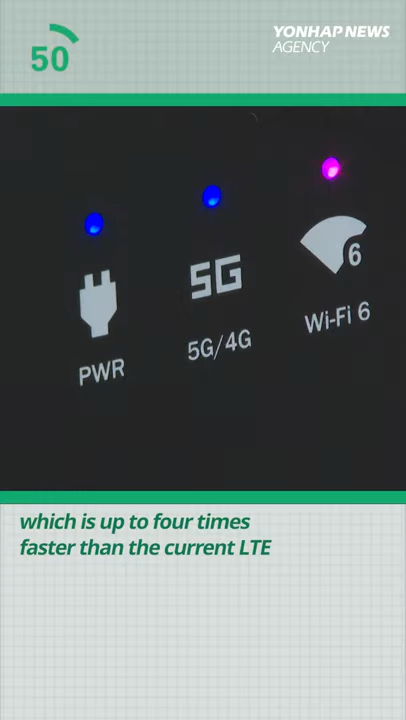 50
YONHAP NEWS
AGENCY
5G
6
PWR
5G/4G
Wi-Fi 6
which is up to four times
faster than the current LTE